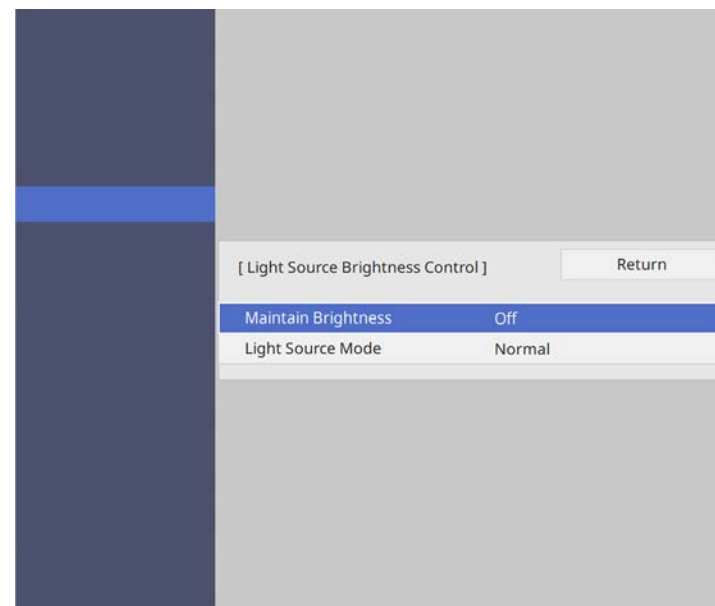 [ Light Source Brightness Control ] Return
Maintain Brightness Off
Light Source Mode Normal